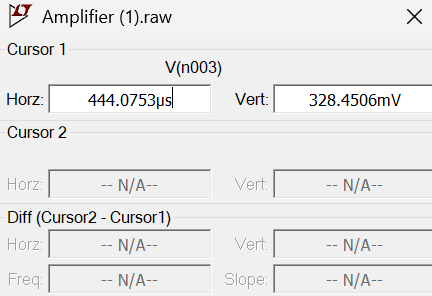 Amplifier (1).raw
Cursor 1
V(n003)
Horz: 444.0753µs Vert: 328.4506mV
Cursor 2
Horz: -- N/A-- Vert: -- N/A--
Diff (Cursor2 - Cursor1)
Horz: -- N/A-- Vert: -- N/A--
Freq: -- N/A-- Slope: -- N/A--